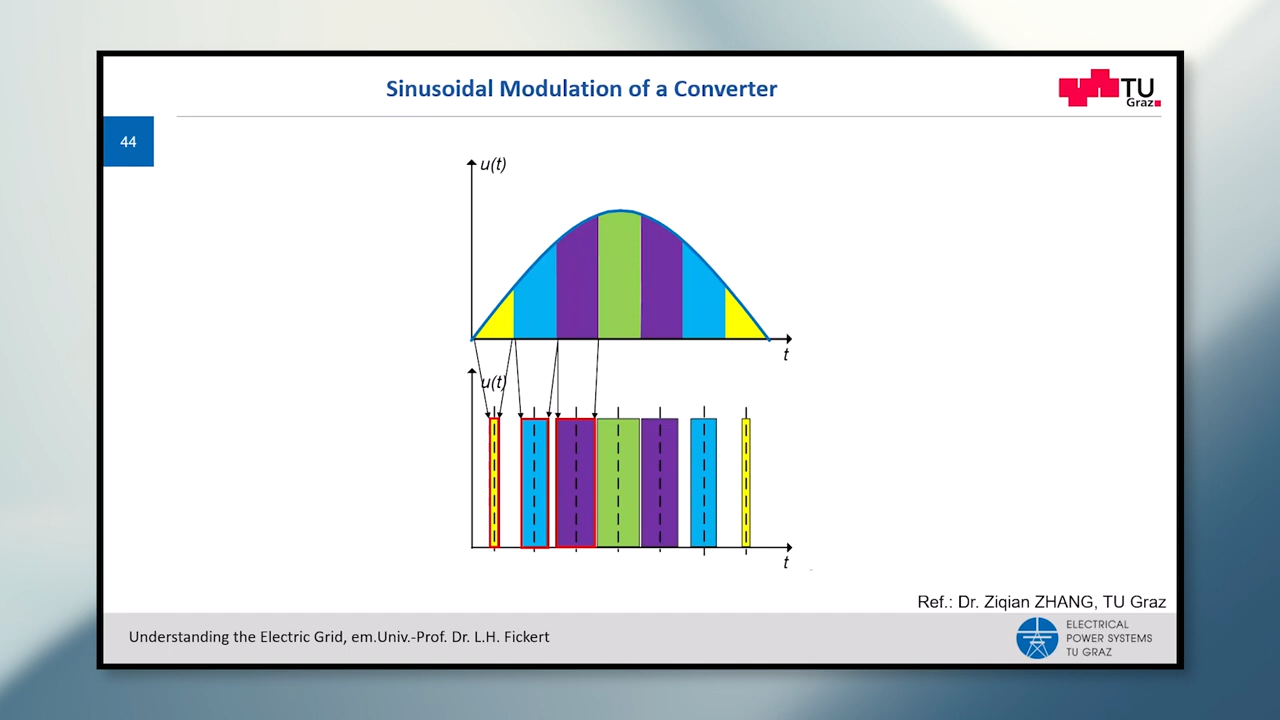 Sinusoidal Modulation of a Converter
TU
Graz
44
u(t)
t
u(t)
t
Ref.: Dr. Ziqian ZHANG, TU Graz
Understanding the Electric Grid, em.Univ.-Prof. Dr. L.H. Fickert
ELECTRICAL
POWER SYSTEMS
TU GRAZ